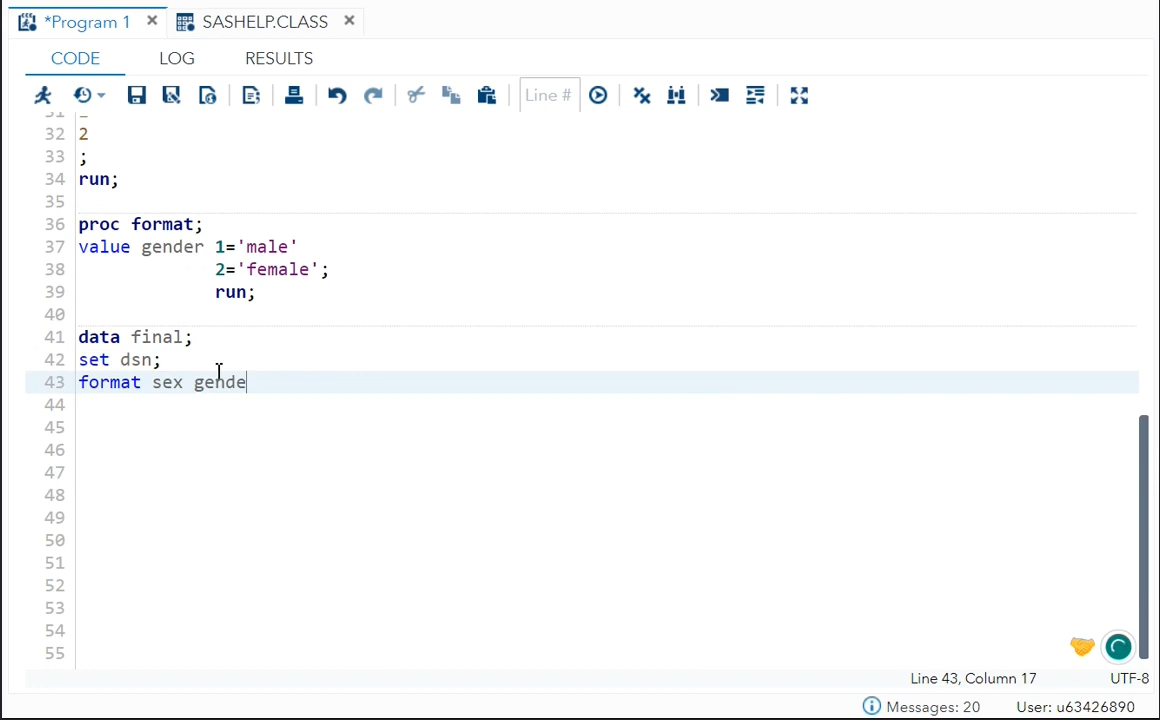 *Program 1 × SASHELP.CLASS ×
CODE LOG RESULTS
Line #
31
32 2
33 ;
34 run;
35
36 proc format;
37 value gender 1='male'
38 2='female';
39 run;
40
41 data final;
42 set dsn;
43 format sex gende
44
45
46
47
48
49
50
51
52
53
54
55
Line 43, Column 17 UTF-8
Messages: 20 User: u63426890